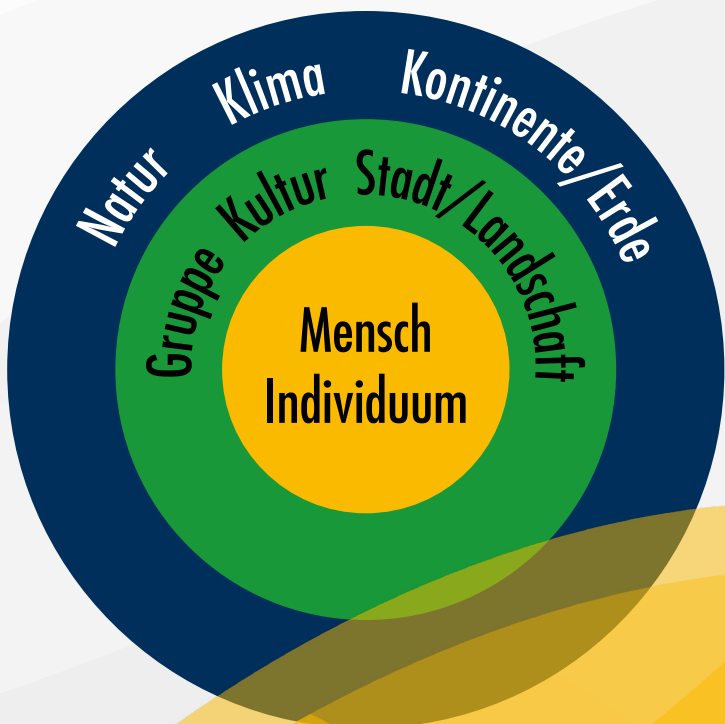 Natur Klima Kontinente/Erde
Gruppe Kultur Stadt/Landschaft
Mensch
Individuum